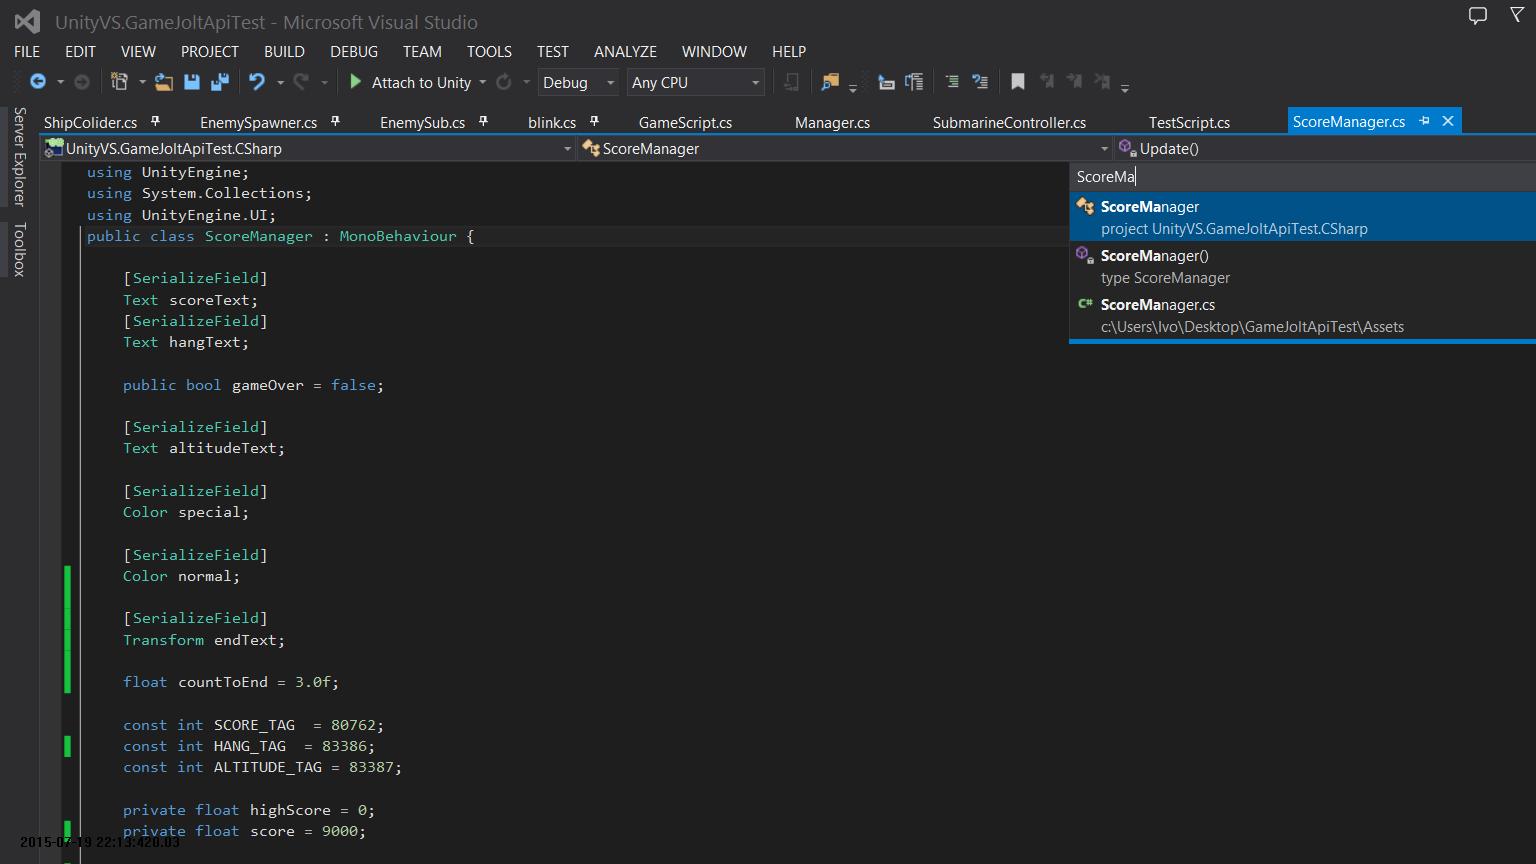 UnityVS.GameJoltApiTest - Microsoft Visual Studio
FILE EDIT VIEW PROJECT BUILD DEBUG TEAM TOOLS TEST ANALYZE WINDOW HELP
Attach to Unity Debug Any CPU
Server Explorer
Toolbox
ShipColider.cs EnemySpawner.cs EnemySub.cs blink.cs GameScript.cs Manager.cs SubmarineController.cs TestScript.cs ScoreManager.cs
UnityVS.GameJoltApiTest.CSharp ScoreManager Update()
ScoreMa
ScoreManager
project UnityVS.GameJoltApiTest.CSharp
ScoreManager()
type ScoreManager
C# ScoreManager.cs
c:\Users\Ivo\Desktop\GameJoltApiTest\Assets
using UnityEngine;
using System.Collections;
using UnityEngine.UI;
public class ScoreManager : MonoBehaviour {
[SerializeField]
Text scoreText;
[SerializeField]
Text hangText;
public bool gameOver = false;
[SerializeField]
Text altitudeText;
[SerializeField]
Color special;
[SerializeField]
Color normal;
[SerializeField]
Transform endText;
float countToEnd = 3.0f;
const int SCORE_TAG  = 80762;
const int HANG_TAG  = 83386;
const int ALTITUDE_TAG = 83387;
private float highScore = 0;
private float score = 9000;
2015-07-19 22:13:420.03